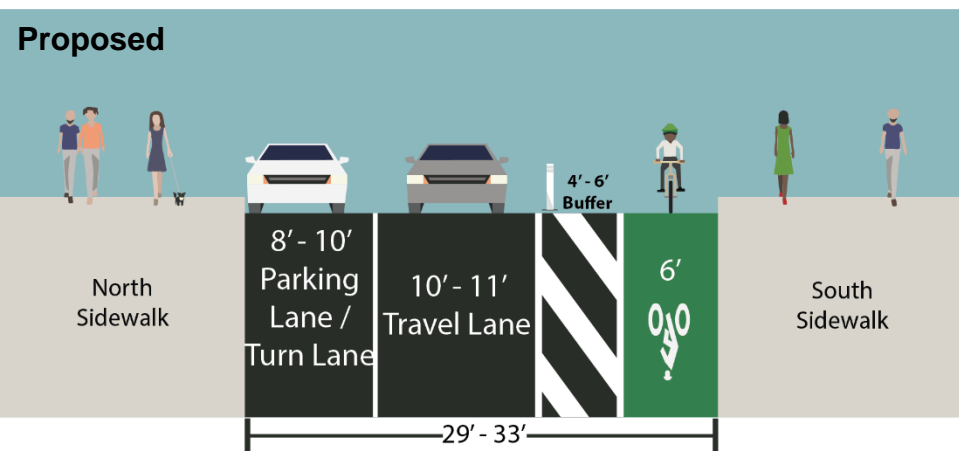 Proposed
4’ - 6’
Buffer
8’ - 10’
Parking
Lane /
Turn Lane
10’ - 11’
Travel Lane
6’
North
Sidewalk
South
Sidewalk
29’ - 33’